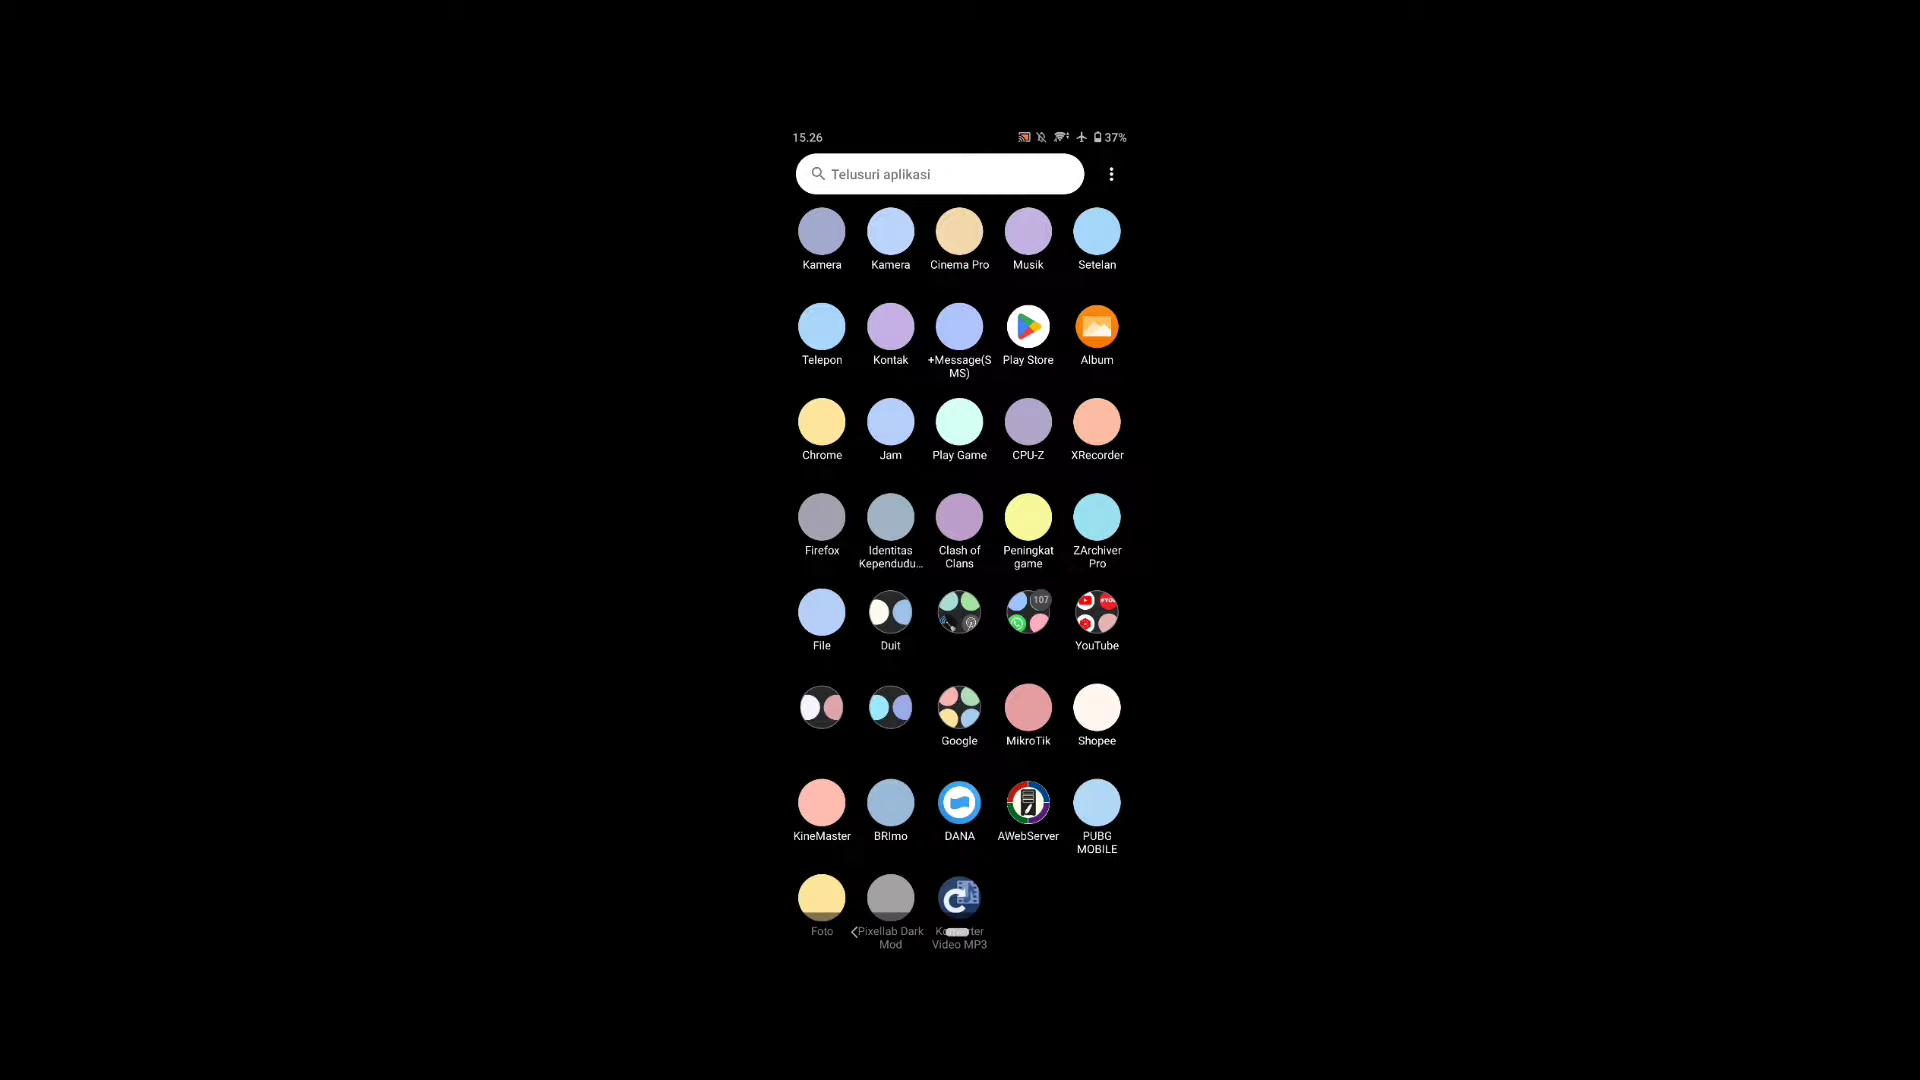 15.26 37%
Telusuri aplikasi
Kamera Kamera Cinema Pro Musik Setelan
Telepon Kontak +Message(S Play Store Album
MS)
Chrome Jam Play Game CPU-Z XRecorder
Firefox Identitas Clash of Peningkat ZArchiver
Kependudu... Clans game Pro
107
File Duit YouTube
Google MikroTik Shopee
KineMaster BRImo DANA AWebServer PUBG
MOBILE
Foto Pixellab Dark
Mod Video MP3